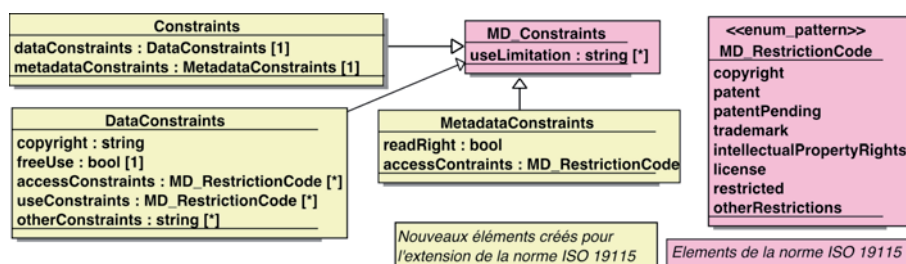 Constraints
dataConstraints : DataConstraints [1]
metadataConstraints : MetadataConstraints [1]
MD_Constraints
useLimitation : string [*]
<<enum_pattern>>
MD_RestrictionCode
copyright
patent
patentPending
trademark
intellectualPropertyRights
license
restricted
otherRestrictions
DataConstraints
copyright : string
freeUse : bool [1]
accessConstraints : MD_RestrictionCode [*]
useConstraints : MD_RestrictionCode [*]
otherConstraints : string [*]
MetadataConstraints
readRight : bool
accessContraints : MD_RestrictionCode
Nouveaux éléments créés pour
l'extension de la norme ISO 19115
Elements de la norme ISO 19115